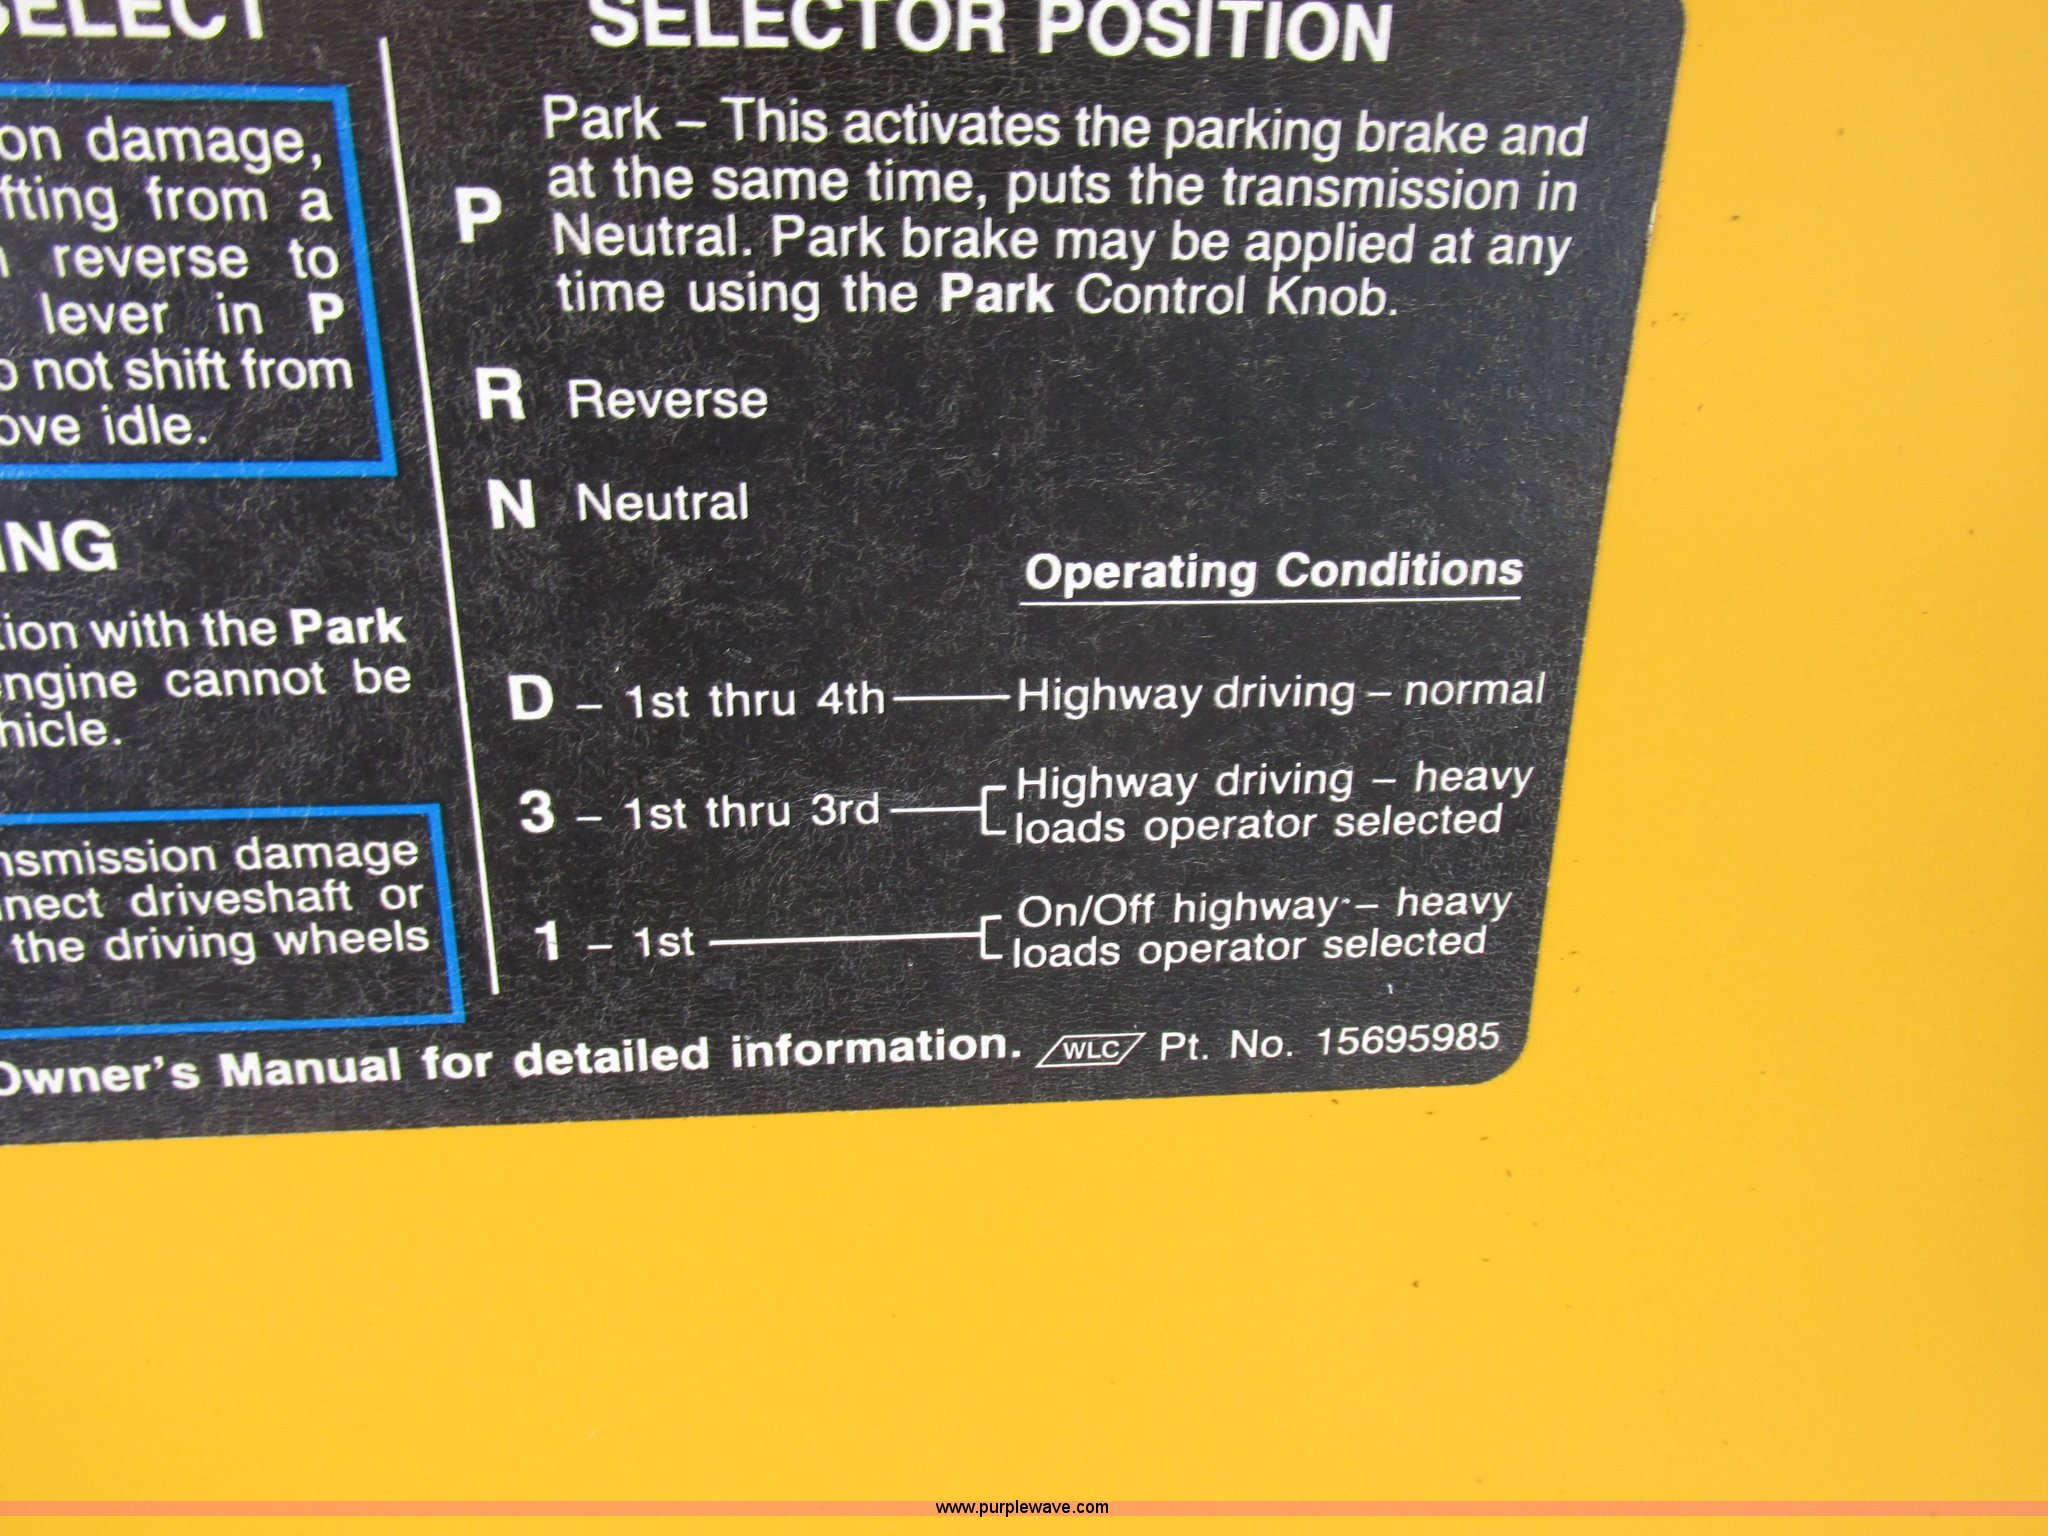 SELECT
on damage,
fting from a
reverse to
lever in P
not shift from
ove idle.
ING
tion with the Park
engine cannot be
hicle.
nsmission damage
nnect driveshaft or
the driving wheels
SELECTOR POSITION
P Park – This activates the parking brake and
at the same time, puts the transmission in
Neutral. Park brake may be applied at any
time using the Park Control Knob.
R Reverse
N Neutral
Operating Conditions
D – 1st thru 4th Highway driving – normal
3 – 1st thru 3rd Highway driving – heavy
loads operator selected
1 – 1st On/Off highway – heavy
loads operator selected
Owner's Manual for detailed information. WLC Pt. No. 15695985
www.purplewave.com